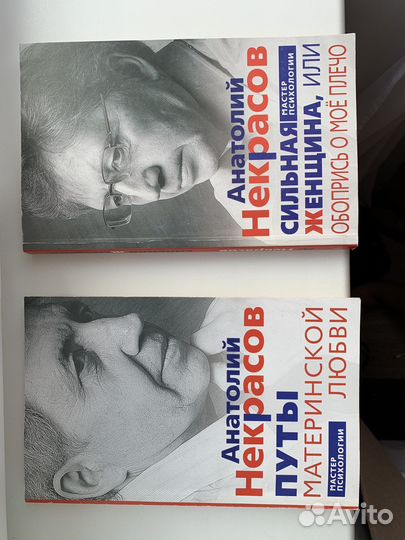 Анатолий
Некрасов
МАСТЕР
ПСИХОЛОГИИ
СИЛЬНАЯ
ЖЕНЩИНА, ИЛИ
ОБОПРИСЬ О МОЁ ПЛЕЧО
Анатолий
Некрасов
ПУТЫ
МАТЕРИНСКОЙ
ЛЮБВИ
МАСТЕР
ПСИХОЛОГИИ
Avito